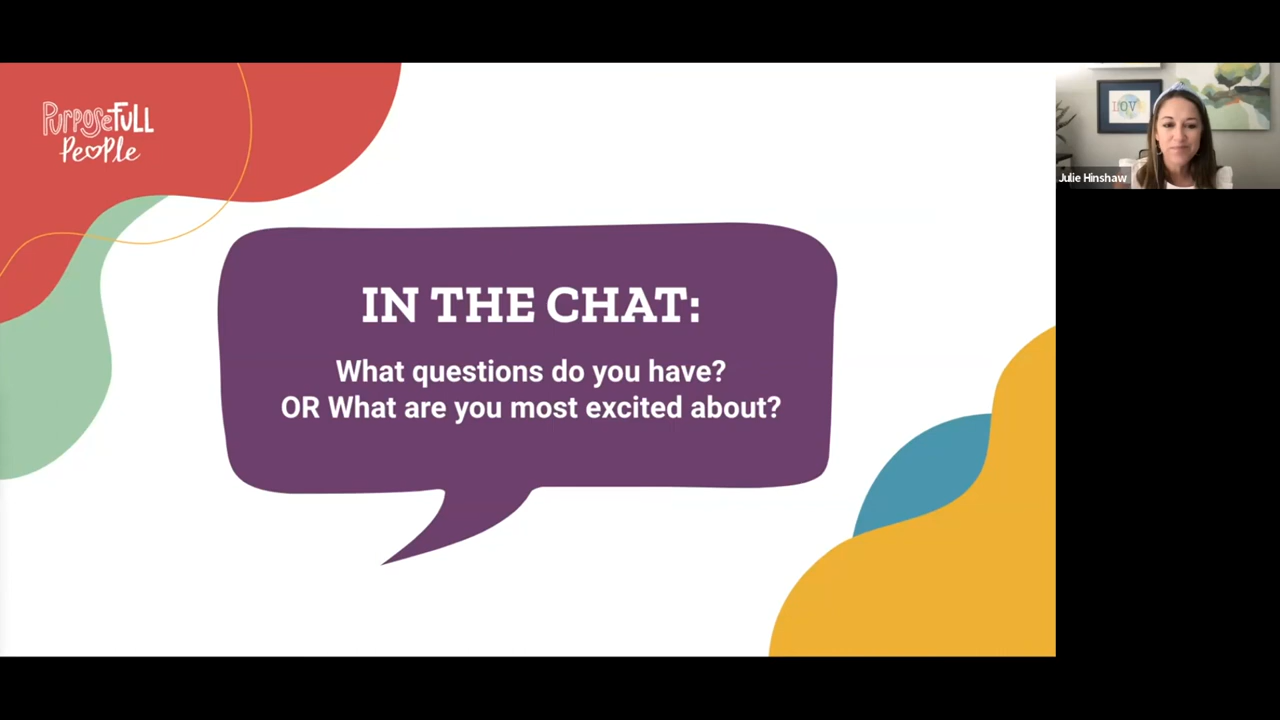 PURPOSEFULL
PEOPLE
IN THE CHAT:
What questions do you have?
OR What are you most excited about?
LOV
Julie Hinshaw